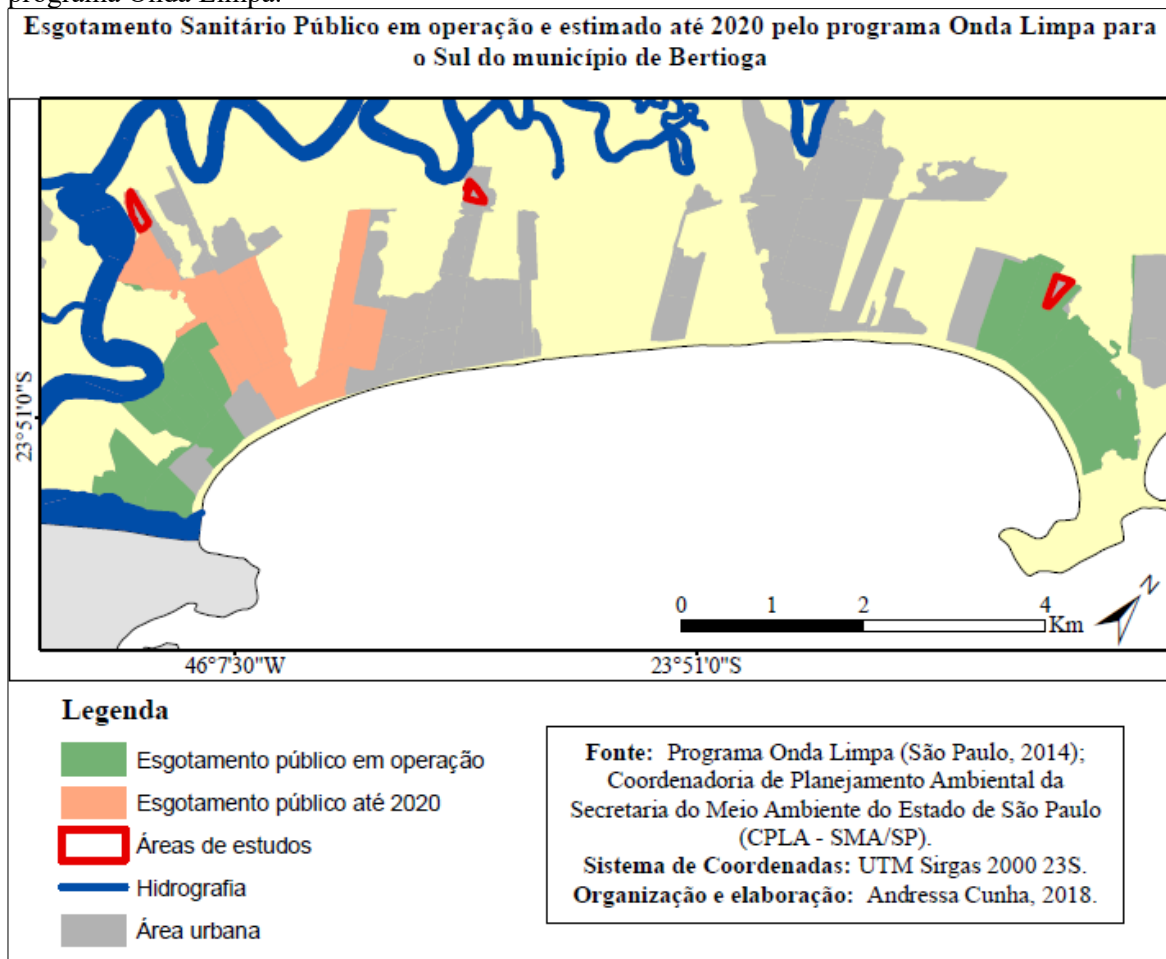 programa Onda Limpa.
Esgotamento Sanitário Público em operação e estimado até 2020 pelo programa Onda Limpa para
o Sul do município de Bertioga
23°51'0"S
0 1 2 4
Km
N
46°7'30"W 23°51'0"S
Legenda
Esgotamento público em operação
Esgotamento público até 2020
Áreas de estudos
Hidrografia
Área urbana
Fonte: Programa Onda Limpa (São Paulo, 2014);
Coordenadoria de Planejamento Ambiental da
Secretaria do Meio Ambiente do Estado de São Paulo
(CPLA - SMA/SP).
Sistema de Coordenadas: UTM Sirgas 2000 23S.
Organização e elaboração: Andressa Cunha, 2018.